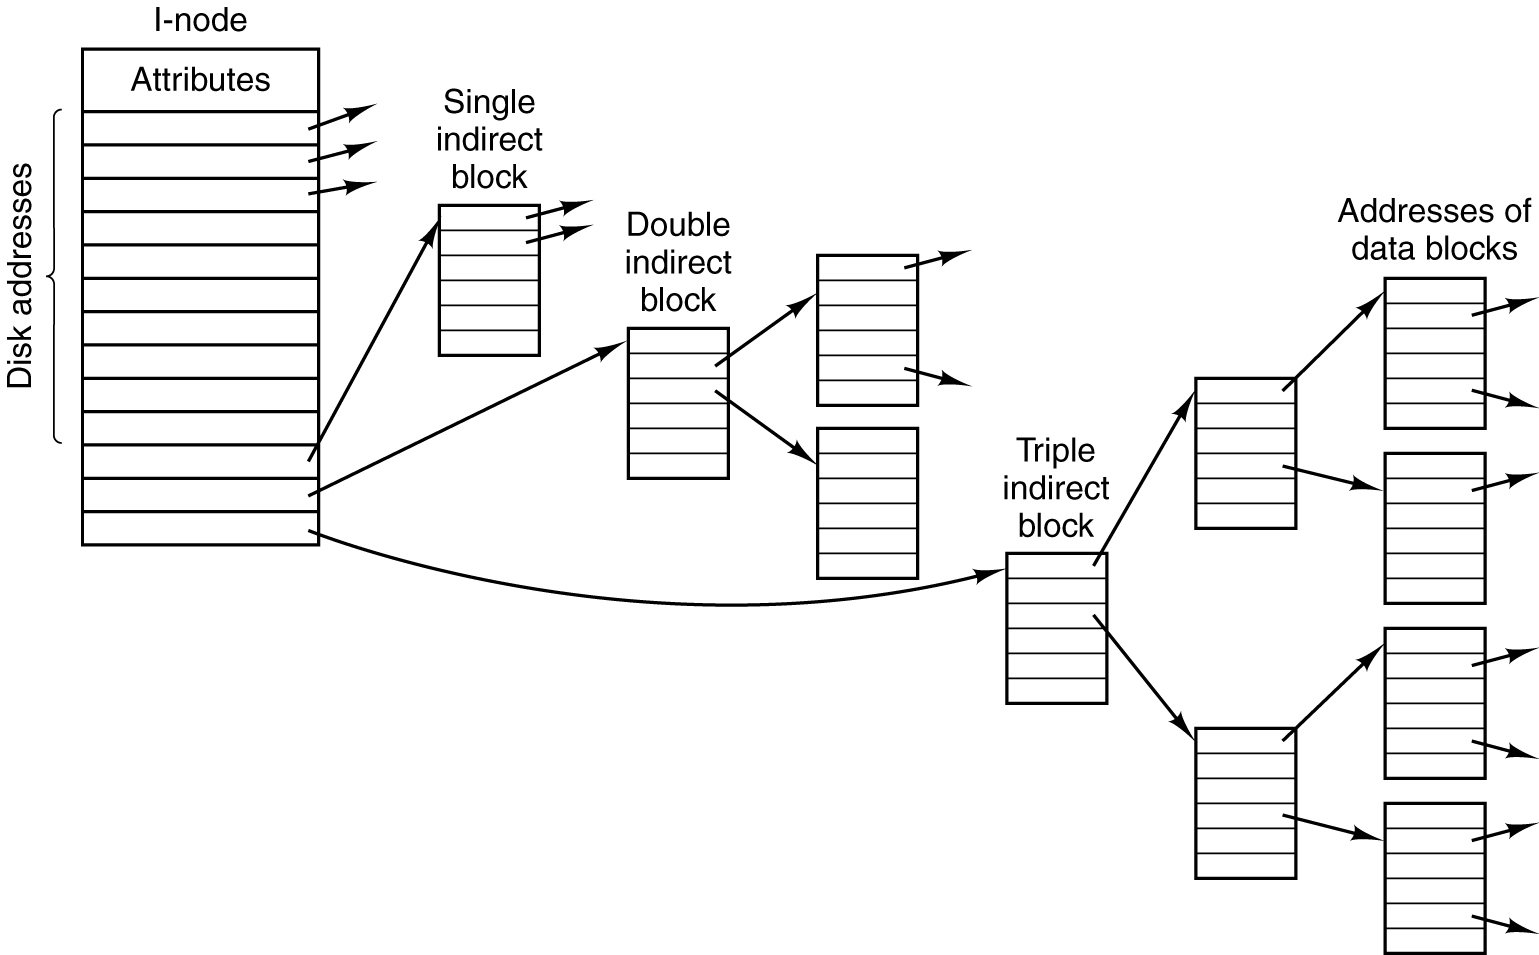 I-node
Attributes
Disk addresses
Single
indirect
block
Double
indirect
block
Triple
indirect
block
Addresses of
data blocks